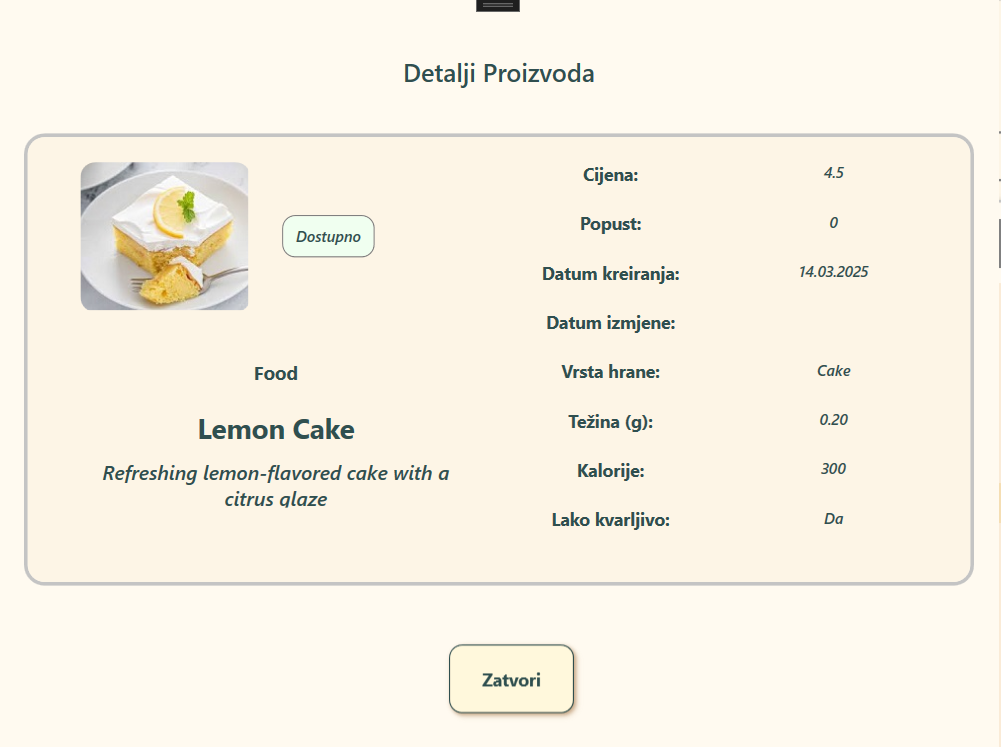 Detalji Proizvoda
Dostupno
Food
Lemon Cake
Refreshing lemon-flavored cake with a
citrus glaze
Cijena: 4.5
Popust: 0
Datum kreiranja: 14.03.2025
Datum izmjene:
Vrsta hrane: Cake
Težina (g): 0.20
Kalorije: 300
Lako kvarljivo: Da
Zatvori